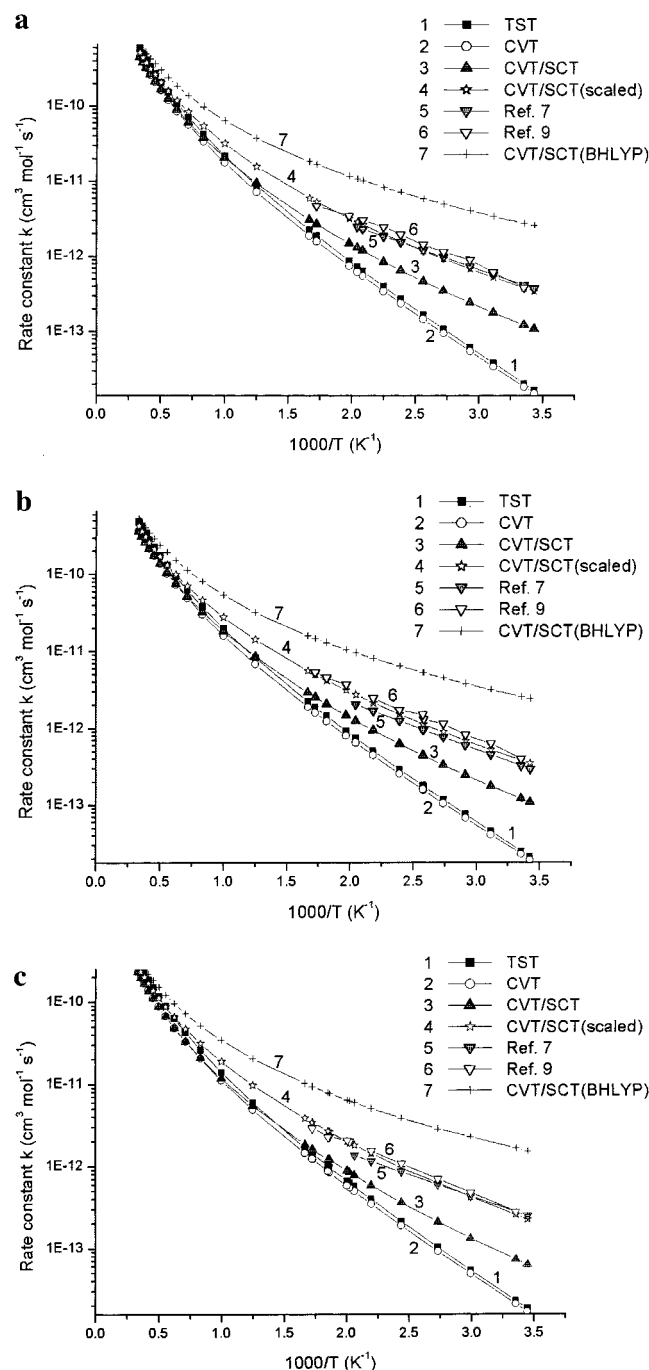 a
1 TST
2 CVT
3 CVT/SCT
4 CVT/SCT(scaled)
5 Ref. 7
6 Ref. 9
7 CVT/SCT(BHLYP)
Rate constant k (cm³ mol⁻¹ s⁻¹)
1E-10
1E-11
1E-12
1E-13
7
4
6
5
3
2
1
0.0 0.5 1.0 1.5 2.0 2.5 3.0 3.5
1000/T (K⁻¹)
b
1 TST
2 CVT
3 CVT/SCT
4 CVT/SCT(scaled)
5 Ref. 7
6 Ref. 9
7 CVT/SCT(BHLYP)
Rate constant k (cm³ mol⁻¹ s⁻¹)
1E-10
1E-11
1E-12
1E-13
7
4
6
5
3
2
1
0.0 0.5 1.0 1.5 2.0 2.5 3.0 3.5
1000/T (K⁻¹)
c
1 TST
2 CVT
3 CVT/SCT
4 CVT/SCT(scaled)
5 Ref. 7
6 Ref. 9
7 CVT/SCT(BHLYP)
Rate constant k (cm³ mol⁻¹ s⁻¹)
1E-10
1E-11
1E-12
1E-13
7
4
6
5
3
2
1
0.0 0.5 1.0 1.5 2.0 2.5 3.0 3.5
1000/T (K⁻¹)